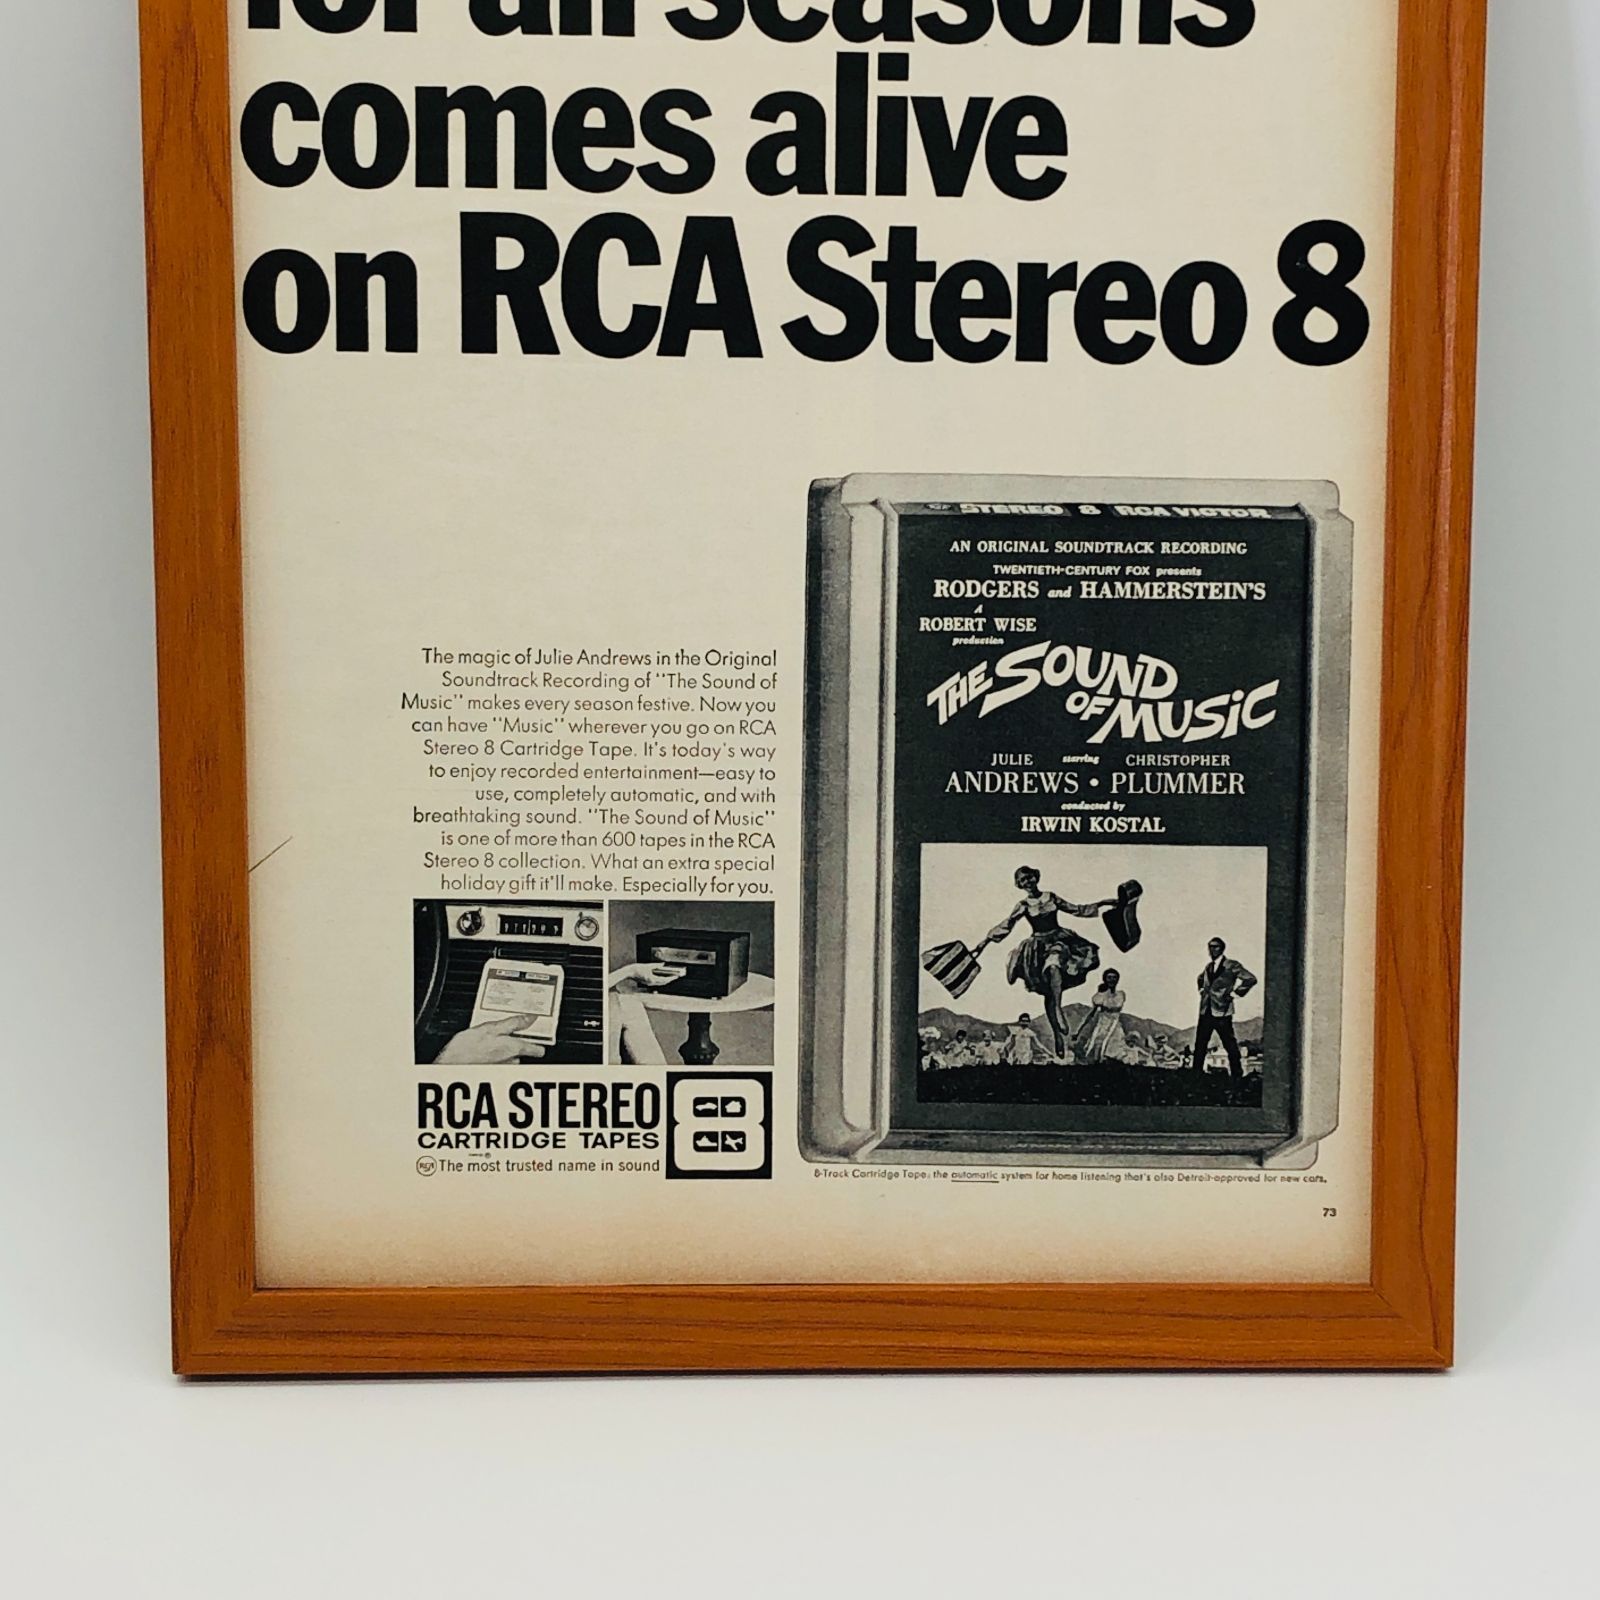 for all seasons
comes alive
on RCA Stereo 8
The magic of Julie Andrews in the Original
Soundtrack Recording of "The Sound of
Music" makes every season festive. Now you
can have "Music" wherever you go on RCA
Stereo 8 Cartridge Tape. It's today's way
to enjoy recorded entertainment—easy to
use, completely automatic, and with
breathtaking sound. "The Sound of Music"
is one of more than 600 tapes in the RCA
Stereo 8 collection. What an extra special
holiday gift it'll make. Especially for you.
RCA STEREO 8
CARTRIDGE TAPES
RCA The most trusted name in sound
STEREO 8 RCA VICTOR
AN ORIGINAL SOUNDTRACK RECORDING
TWENTIETH-CENTURY FOX presents
RODGERS and HAMMERSTEIN'S
A
ROBERT WISE
production
THE SOUND
OF MUSIC
JULIE starring CHRISTOPHER
ANDREWS • PLUMMER
conducted by
IRWIN KOSTAL
8-Track Cartridge Tape: the automatic system for home listening that's also Detroit-approved for new cars.
73